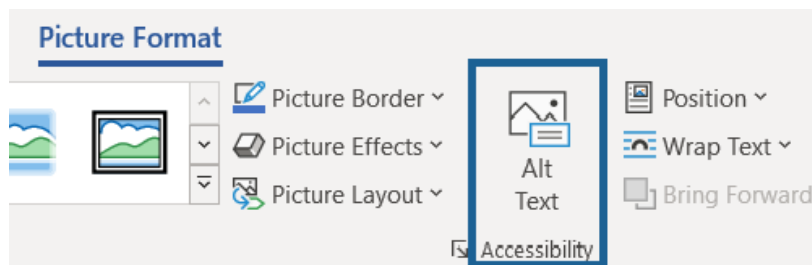 Picture Format
Picture Border
Picture Effects
Picture Layout
Alt
Text
Accessibility
Position
Wrap Text
Bring Forward